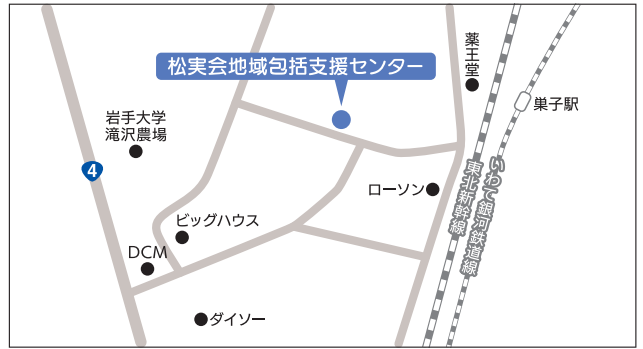 松実会地域包括支援センター
薬王堂
巣子駅
岩手大学
滝沢農場
4
ローソン
いわて銀河鉄道線
東北新幹線
ビッグハウス
DCM
ダイソー